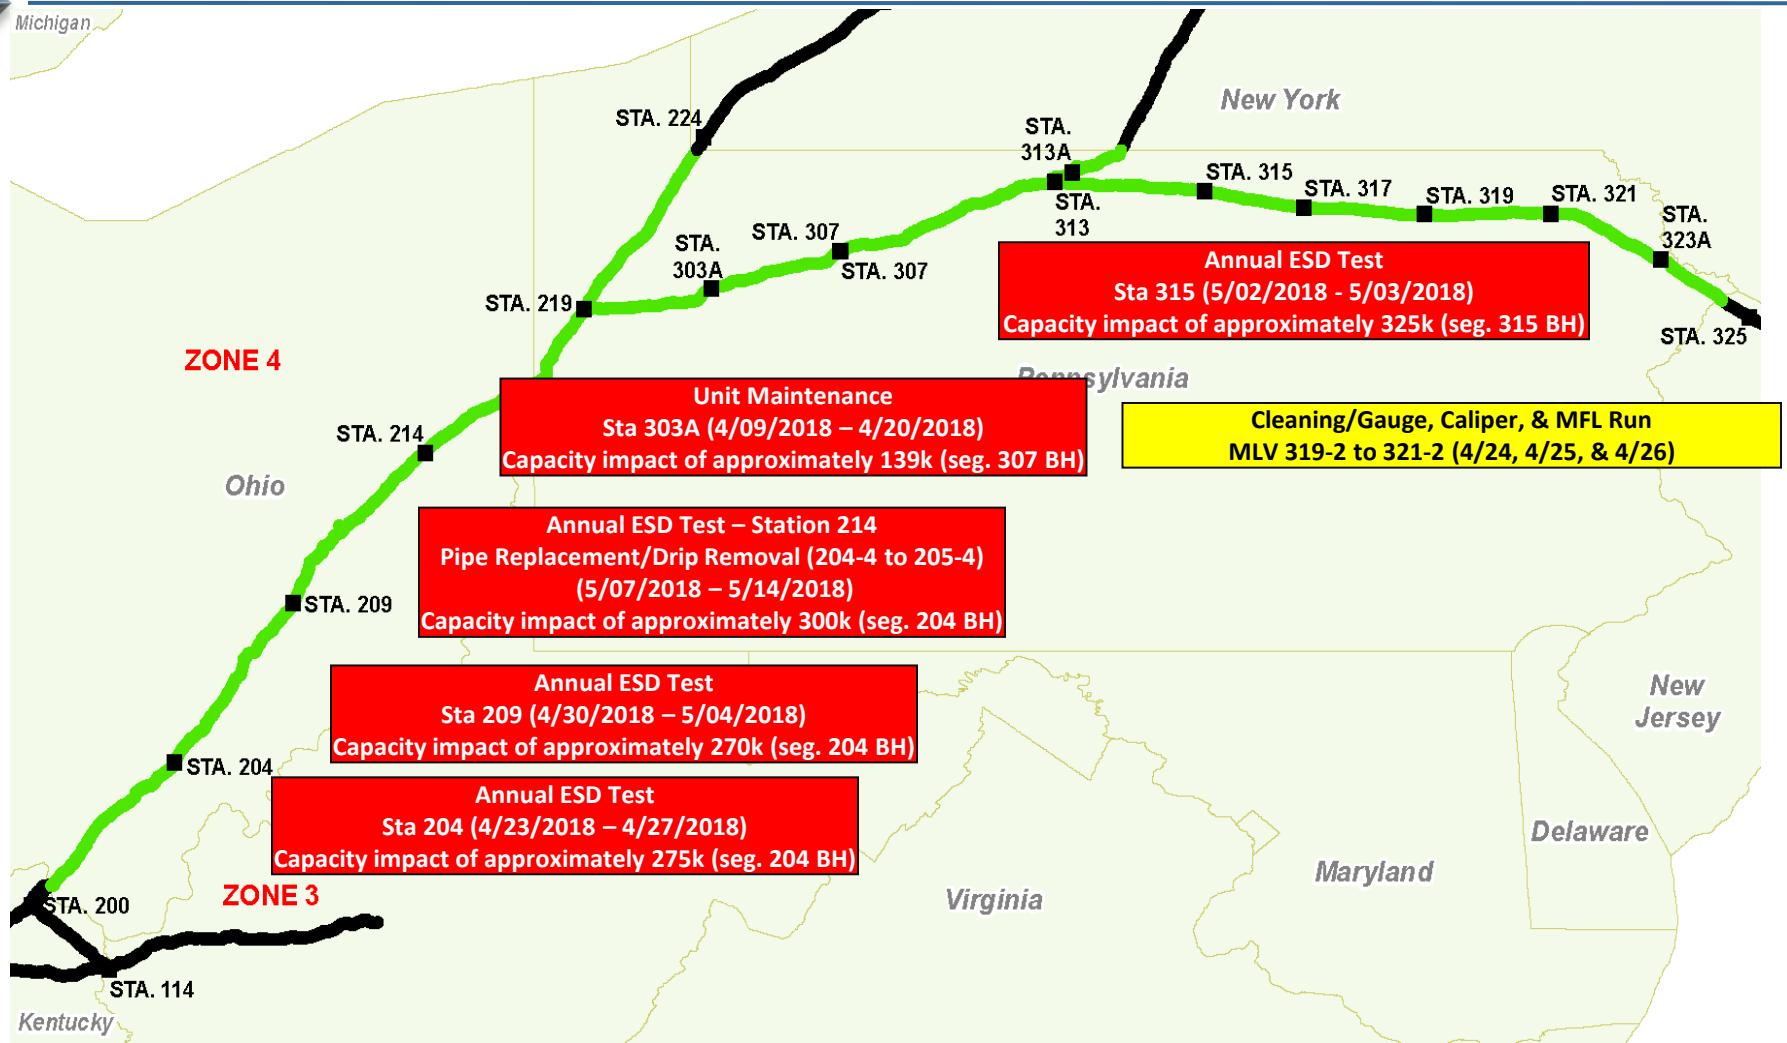 Michigan
New York
STA. 224
STA.
313A
STA. 315
STA. 317
STA. 319
STA. 321
STA.
313
STA.
323A
STA. 307
STA. 307
STA.
303A
STA. 219
Annual ESD Test
Sta 315 (5/02/2018 - 5/03/2018)
Capacity impact of approximately 325k (seg. 315 BH)
STA. 325
ZONE 4
Pennsylvania
Unit Maintenance
Sta 303A (4/09/2018 – 4/20/2018)
Capacity impact of approximately 139k (seg. 307 BH)
Cleaning/Gauge, Caliper, & MFL Run
MLV 319-2 to 321-2 (4/24, 4/25, & 4/26)
STA. 214
Ohio
Annual ESD Test – Station 214
Pipe Replacement/Drip Removal (204-4 to 205-4)
(5/07/2018 – 5/14/2018)
Capacity impact of approximately 300k (seg. 204 BH)
STA. 209
Annual ESD Test
Sta 209 (4/30/2018 – 5/04/2018)
Capacity impact of approximately 270k (seg. 204 BH)
New
Jersey
STA. 204
Annual ESD Test
Sta 204 (4/23/2018 – 4/27/2018)
Capacity impact of approximately 275k (seg. 204 BH)
Delaware
Maryland
Virginia
ZONE 3
STA. 200
STA. 114
Kentucky